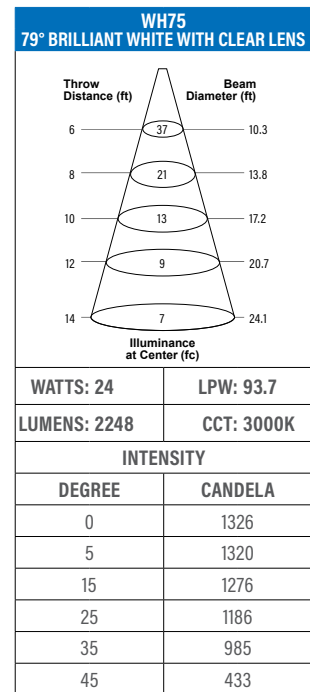 WH75
79° BRILLIANT WHITE WITH CLEAR LENS
Throw Beam
Distance (ft) Diameter (ft)
6 37 10.3
8 21 13.8
10 13 17.2
12 9 20.7
14 7 24.1
Illuminance
at Center (fc)
WATTS: 24 LPW: 93.7
LUMENS: 2248 CCT: 3000K
INTENSITY
DEGREE CANDELA
0 1326
5 1320
15 1276
25 1186
35 985
45 433